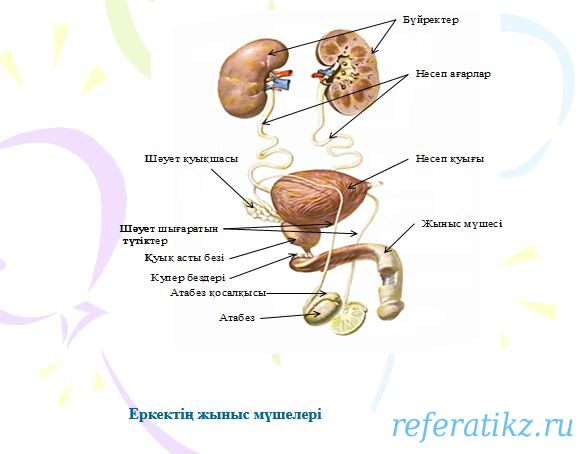 Бүйректер
Несеп ағарлар
Шәует қуықшасы
Несеп қуығы
Шәует шығаратын
түтіктер
Жыныс мүшесі
Қуық асты безі
Купер бездері
Атабез қосалқысы
Атабез
Еркектің жыныс мүшелері
referatikz.ru